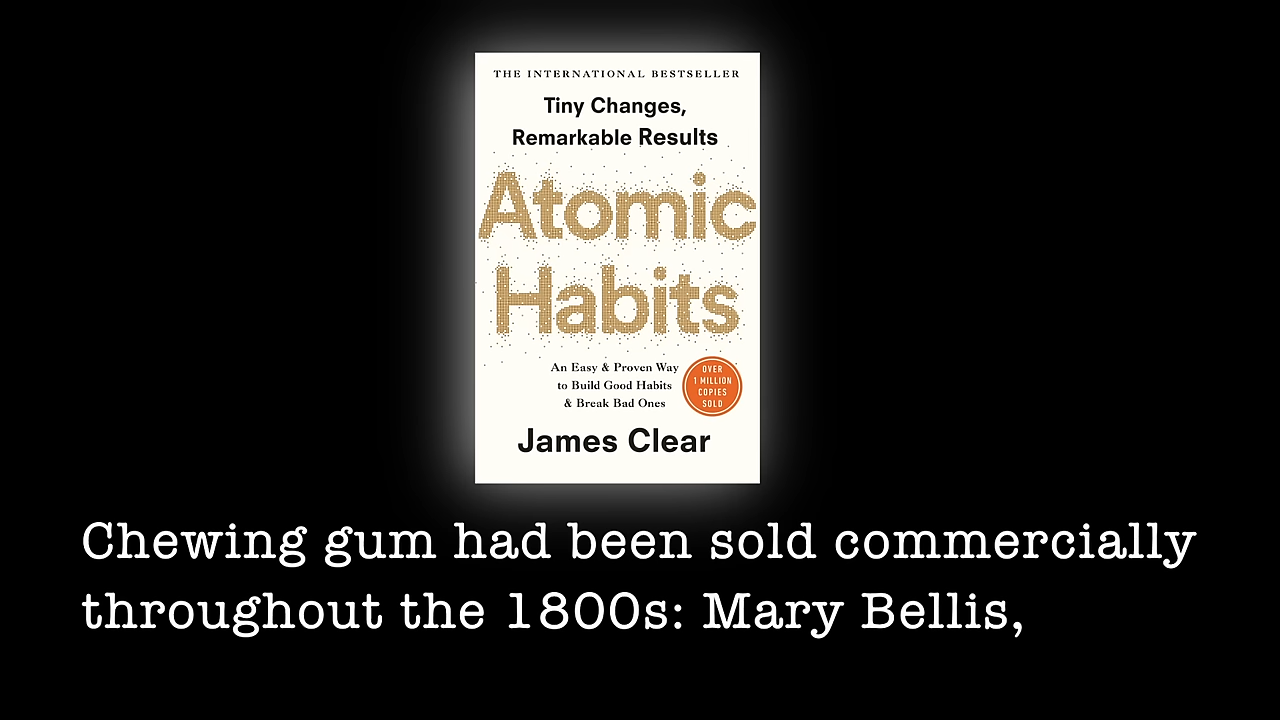 THE INTERNATIONAL BESTSELLER
Tiny Changes,
Remarkable Results
Atomic
Habits
An Easy & Proven Way
to Build Good Habits
& Break Bad Ones
OVER
1 MILLION
COPIES
SOLD
James Clear
Chewing gum had been sold commercially
throughout the 1800s: Mary Bellis,